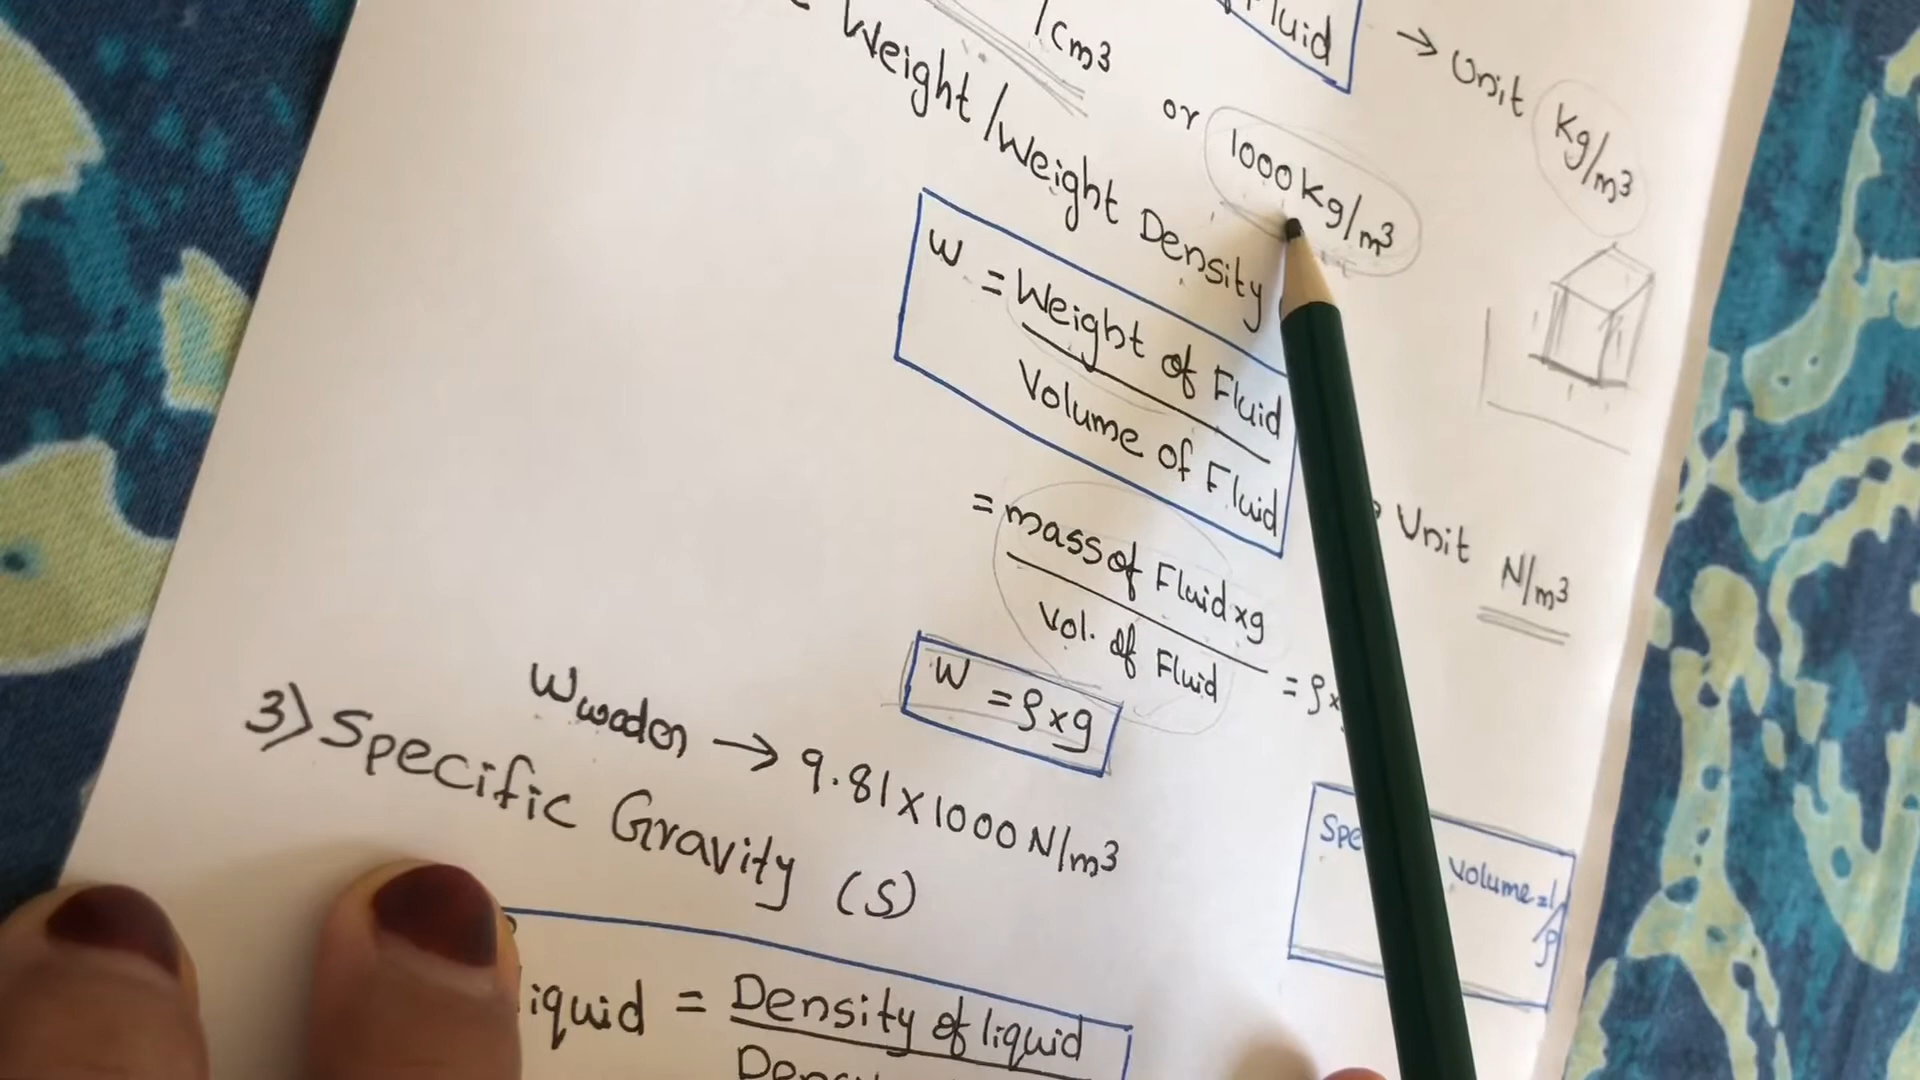 Fluid → Unit Kg/m³
/cm³
or 1000 Kg/m³
Weight/Weight Density
w = Weight of Fluid
Volume of Fluid
Unit N/m³
= mass of Fluid x g
Vol. of Fluid
= ρ x
w = ρ x g
Wwaden → 9.81 x 1000 N/m³
3) Specific Gravity (S)
Volume = 1/ρ
iquid = Density of liquid